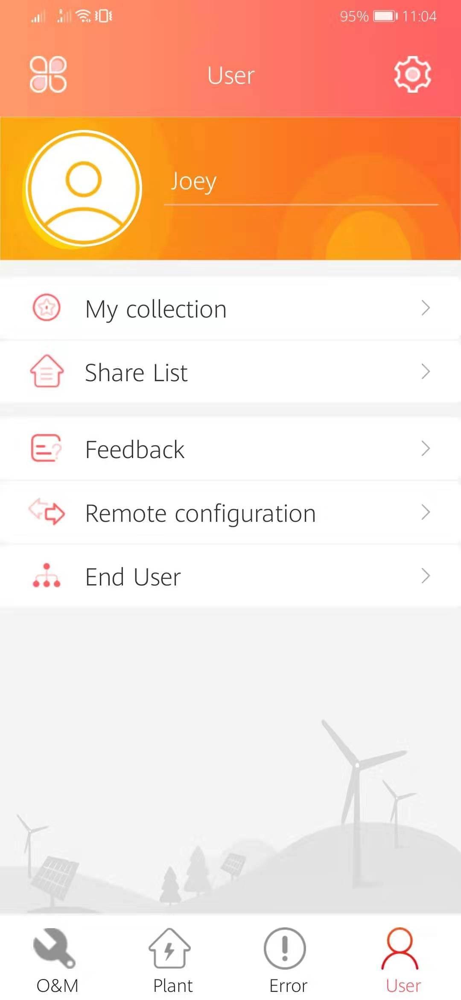 R
95%
11:04
User
Joey
My collection
Share List
Feedback
Remote configuration
End User
O&M
Plant
Error
User